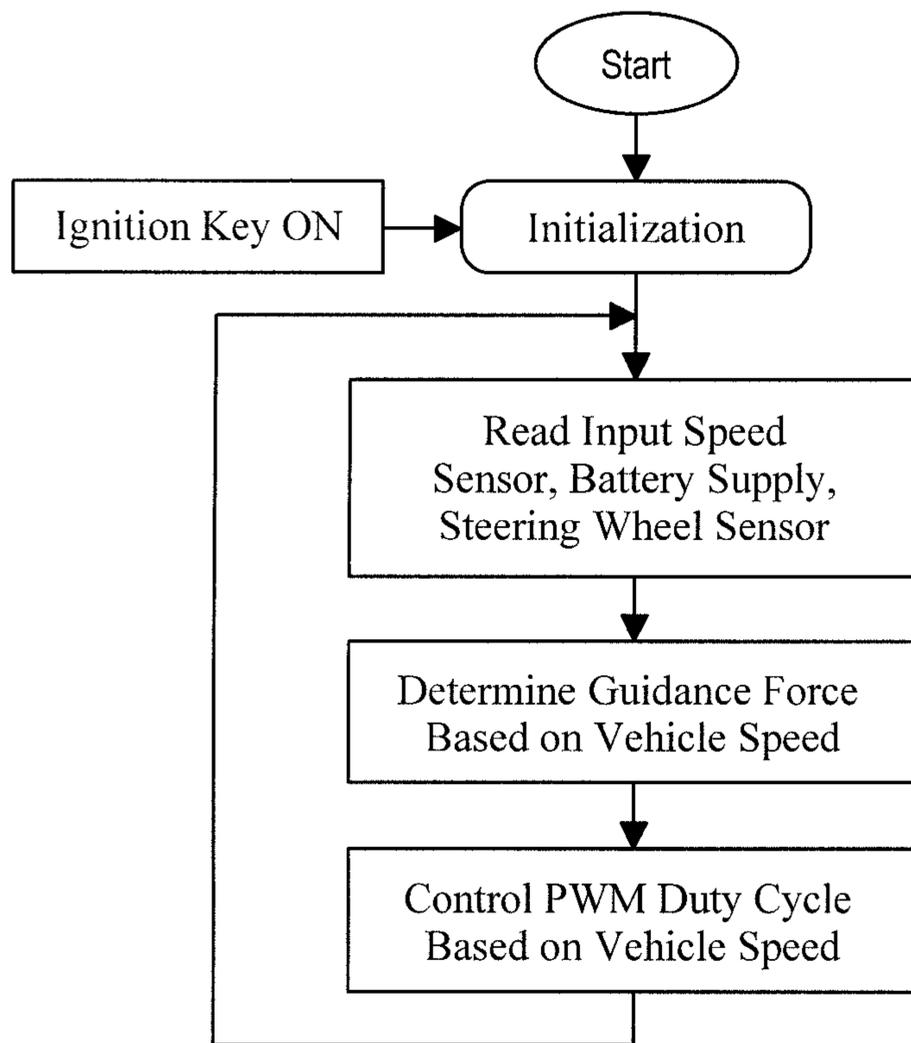 Start
Ignition Key ON
Initialization
Read Input Speed
Sensor, Battery Supply,
Steering Wheel Sensor
Determine Guidance Force
Based on Vehicle Speed
Control PWM Duty Cycle
Based on Vehicle Speed